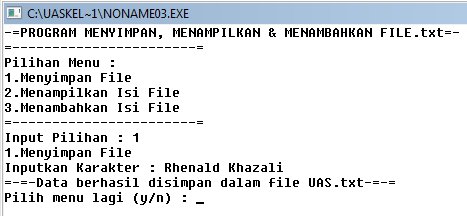 C:\UASKEL~1\NONAME03.EXE
-=PROGRAM MENYIMPAN, MENAMPILKAN & MENAMBAHKAN FILE.txt=-
=-----------------------=
Pilihan Menu :
1.Menyimpan File
2.Menampilkan Isi File
3.Menambahkan Isi File
=-----------------------=
Input Pilihan : 1
1.Menyimpan File
Inputkan Karakter : Rhenald Khazali
=-=-Data berhasil disimpan dalam file UAS.txt-=-=
Pilih menu lagi (y/n) : _